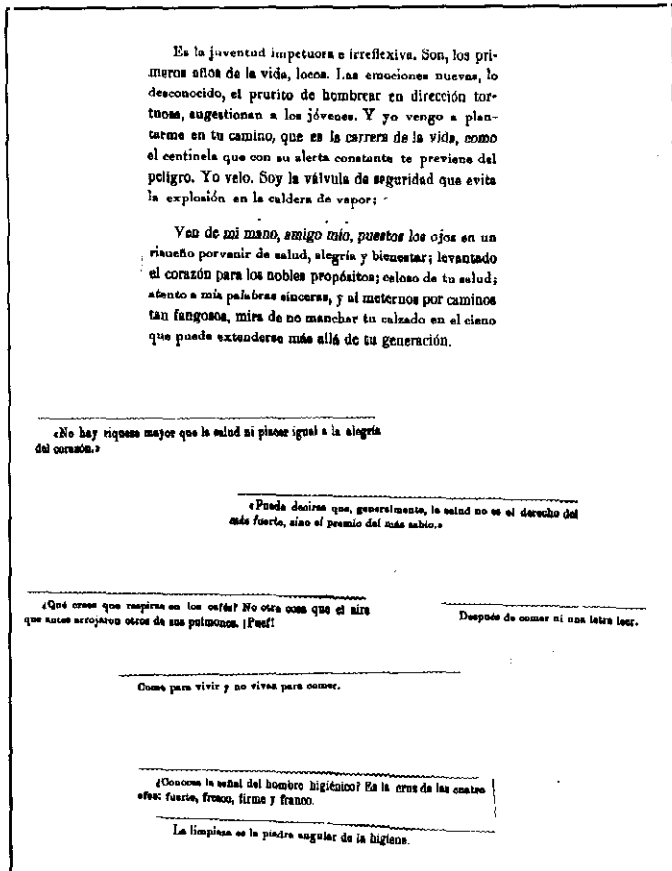 Es la juventud impetuosa e irreflexiva. Son, los pri-
meros años de la vida, locos. Las emociones nuevas, lo
desconocido, el prurito de hombrear en dirección tor-
tuosa, sugestionan a los jóvenes. Y yo vengo a plan-
tarme en tu camino, que es la carrera de la vida, como
el centinela que con su alerta constante te previene del
peligro. Yo velo. Soy la válvula de seguridad que evita
la explosión en la caldera de vapor;
Ven de mi mano, amigo mío, puestos los ojos en un
risueño porvenir de salud, alegría y bienestar; levantado
el corazón para los nobles propósitos; celoso de tu salud;
atento a mis palabras sinceras, y al meternos por caminos
tan fangosos, mira de no manchar tu calzado en el cieno
que puede extenderse más allá de tu generación.
«No hay riqueza mayor que la salud ni placer igual a la alegría
del corazón.»
«Puede decirse que, generalmente, la salud no es el derecho del
más fuerte, sino el premio del más sabio.»
¿Qué crees que respiras en los cafés? No otra cosa que el aire
que antes arrojaron otros de sus pulmones. ¡Puef!
Después de comer ni una letra leer.
Come para vivir y no vivas para comer.
¿Conoces la señal del hombre higiénico? Es la cruz de las cuatro
efes: fuerte, fresco, firme y franco.
La limpieza es la piedra angular de la higiene.